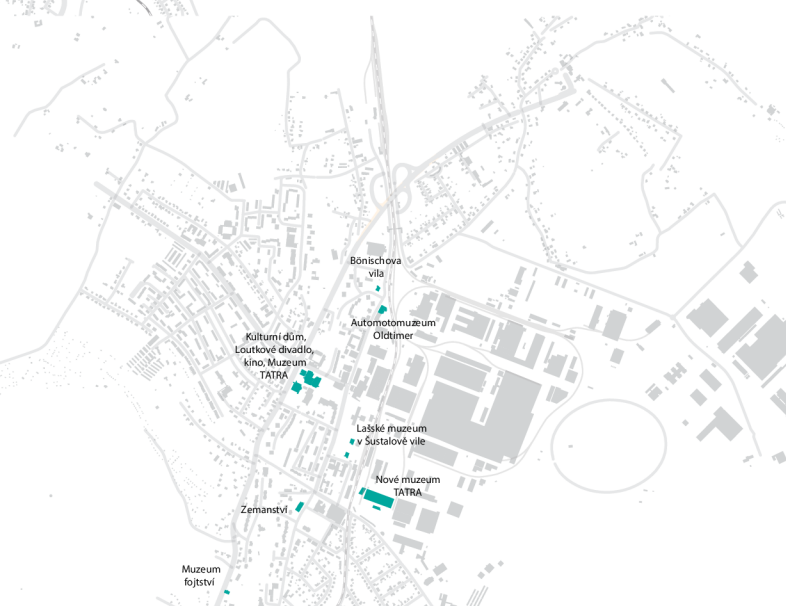 Bönischova
vila
Automotomuzeum
Oldtimer
Kulturní dům,
Loutkové divadlo,
kino, Muzeum
TATRA
Lašské muzeum
v Šustalově vile
Nové muzeum
TATRA
Zemanství
Muzeum
fojtství